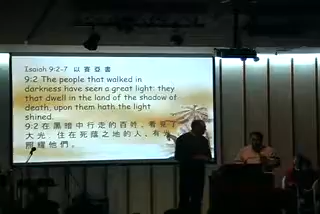 Isaiah 9:2-7 以賽亞書
9:2 The people that walked in
darkness have seen a great light: they
that dwell in the land of the shadow of
death, upon them hath the light
shined.
9:2 在黑暗中行走的百姓、看見了
大光．住在死蔭之地的人、有光
照耀他們。